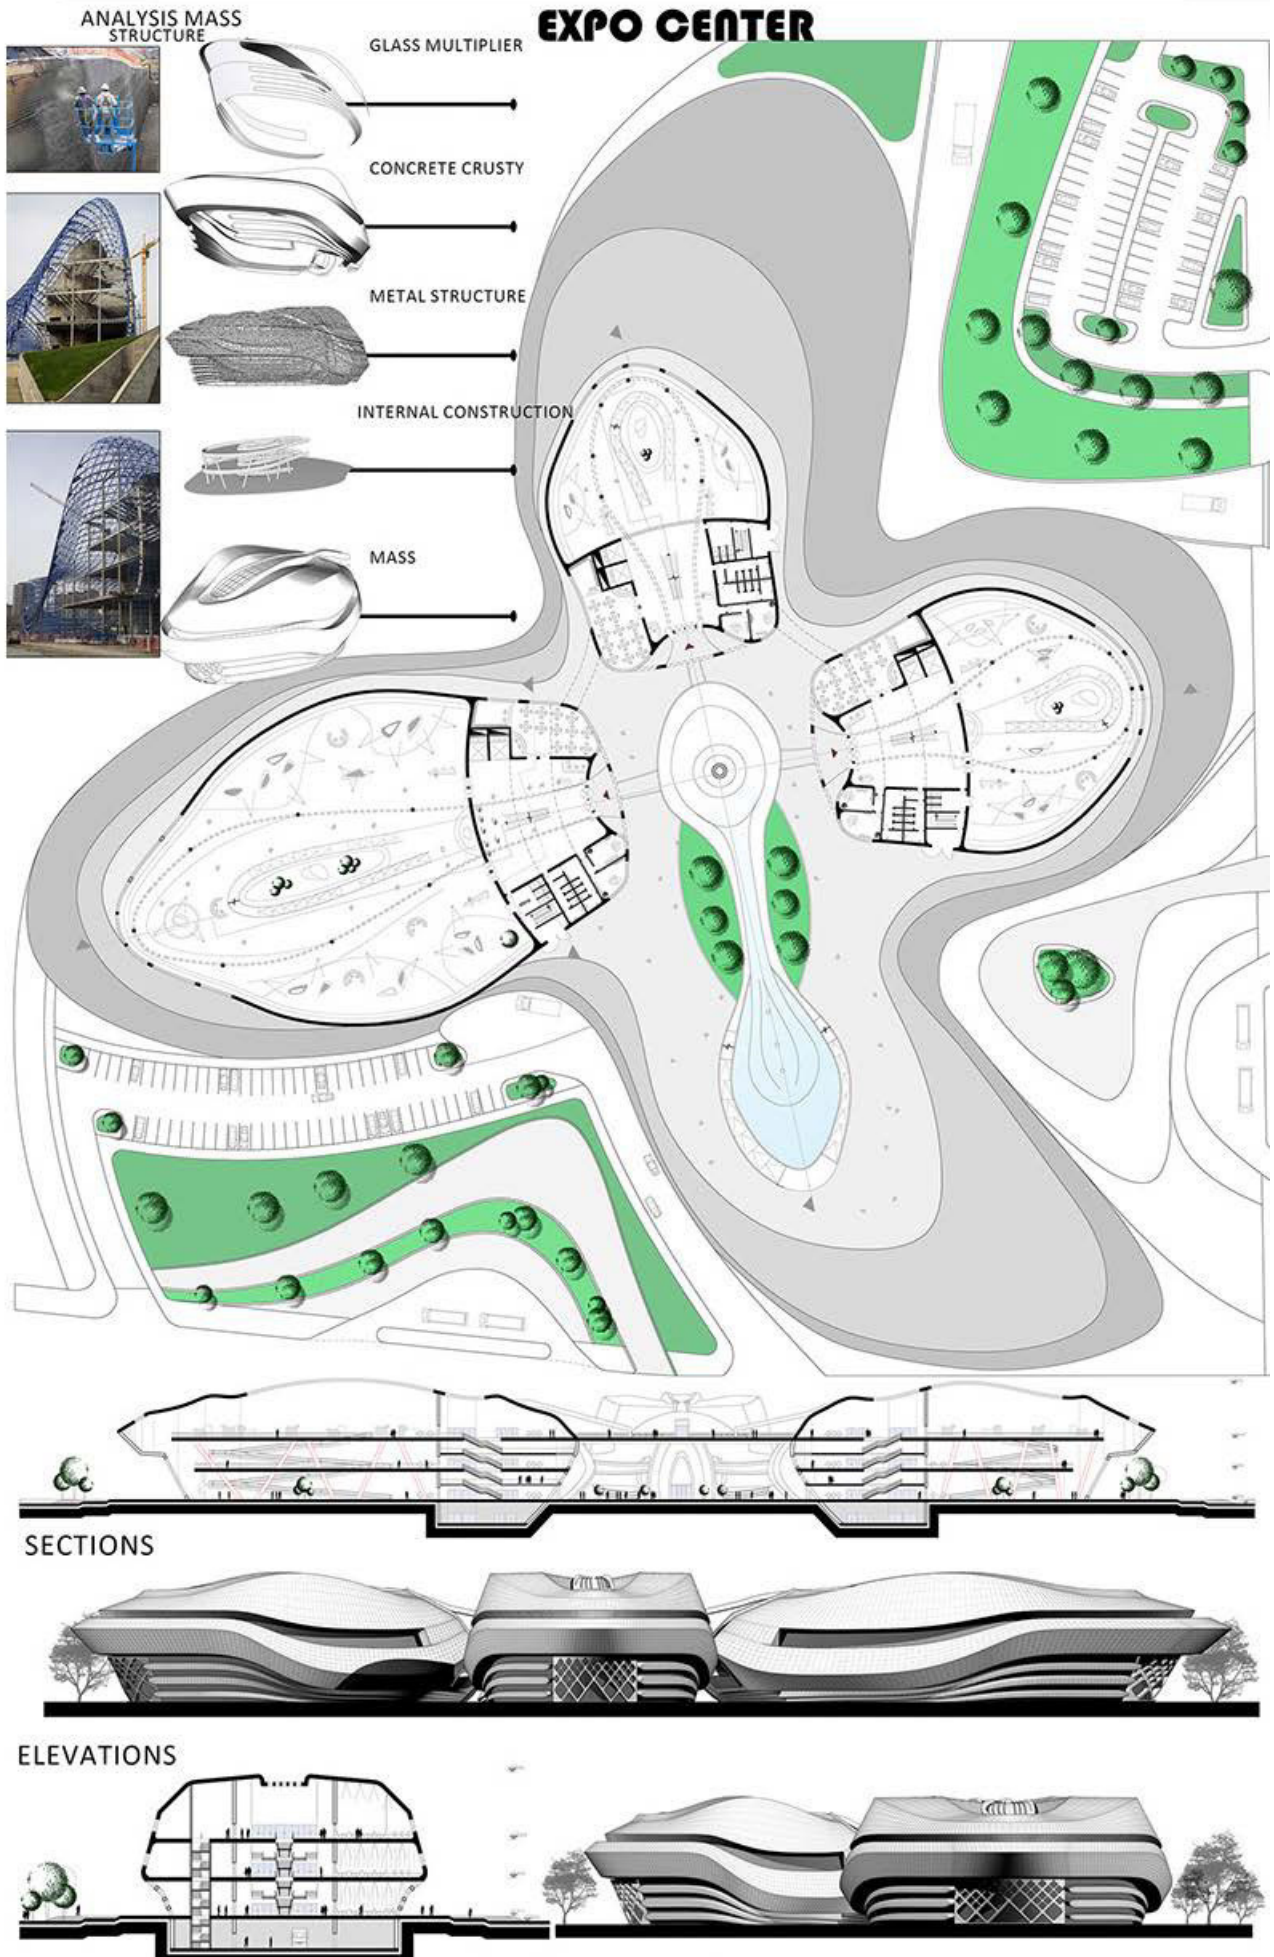 EXPO CENTER
ANALYSIS MASS
STRUCTURE
GLASS MULTIPLIER
CONCRETE CRUSTY
METAL STRUCTURE
INTERNAL CONSTRUCTION
MASS
SECTIONS
ELEVATIONS